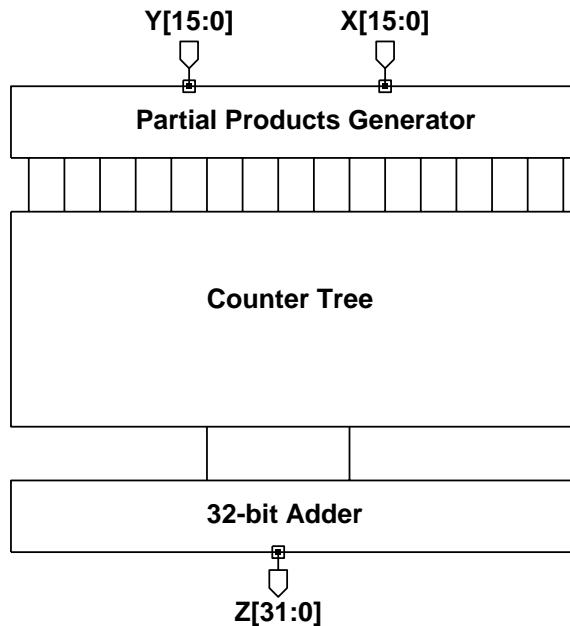 Y[15:0] X[15:0]
Partial Products Generator
Counter Tree
32-bit Adder
Z[31:0]